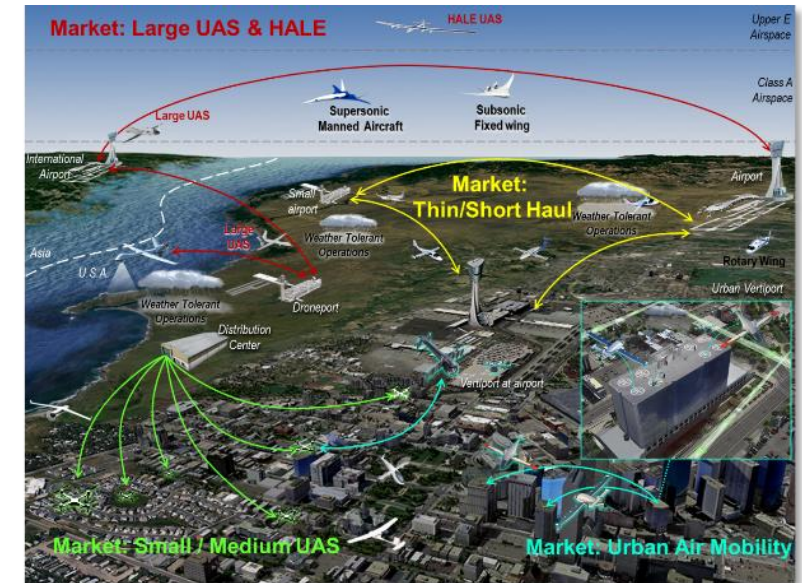 Market: Large UAS & HALE
HALE UAS
Upper E
Airspace
Class A
Airspace
Large UAS
Supersonic
Manned Aircraft
Subsonic
Fixed wing
International
Airport
Airport
Small
airport
Market:
Thin/Short Haul
Weather Tolerant
Operations
Weather Tolerant
Operations
Large
UAS
Asia
U.S.A.
Weather Tolerant
Operations
Droneport
Rotary Wing
Urban Vertiport
Distribution
Center
Vertiport at airport
Market: Small / Medium UAS
Market: Urban Air Mobility